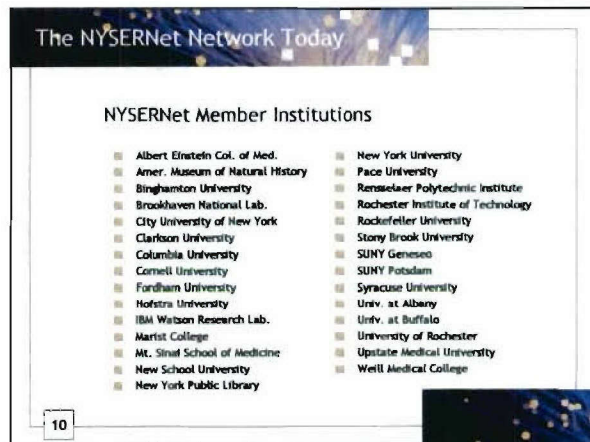 The NYSERNet Network Today
NYSERNet Member Institutions
Albert Einstein Col. of Med.
Amer. Museum of Natural History
Binghamton University
Brookhaven National Lab.
City University of New York
Clarkson University
Columbia University
Cornell University
Fordham University
Hofstra University
IBM Watson Research Lab.
Marist College
Mt. Sinai School of Medicine
New School University
New York Public Library
New York University
Pace University
Rensselaer Polytechnic Institute
Rochester Institute of Technology
Rockefeller University
Stony Brook University
SUNY Geneseo
SUNY Potsdam
Syracuse University
Univ. at Albany
Univ. at Buffalo
University of Rochester
Upstate Medical University
Weill Medical College
10